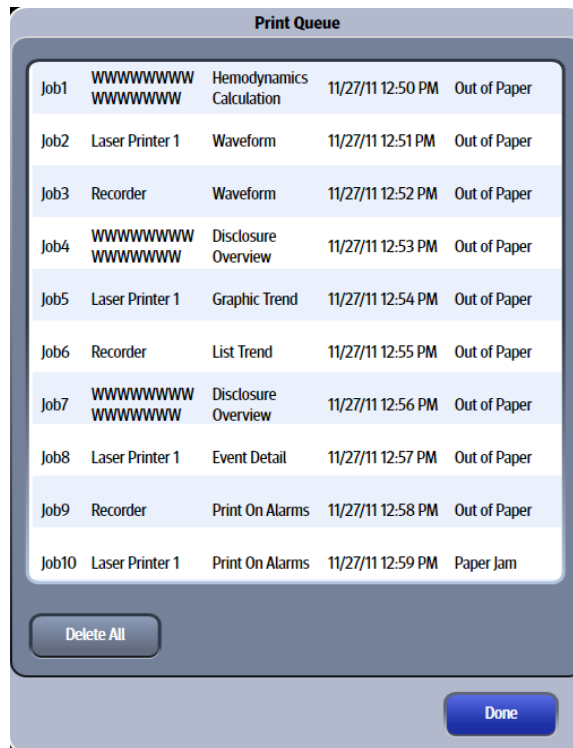 Print Queue
Job1 WWWWWWWW WWWWWWW Hemodynamics Calculation 11/27/11 12:50 PM Out of Paper
Job2 Laser Printer 1 Waveform 11/27/11 12:51 PM Out of Paper
Job3 Recorder Waveform 11/27/11 12:52 PM Out of Paper
Job4 WWWWWWWW WWWWWWW Disclosure Overview 11/27/11 12:53 PM Out of Paper
Job5 Laser Printer 1 Graphic Trend 11/27/11 12:54 PM Out of Paper
Job6 Recorder List Trend 11/27/11 12:55 PM Out of Paper
Job7 WWWWWWWW WWWWWWW Disclosure Overview 11/27/11 12:56 PM Out of Paper
Job8 Laser Printer 1 Event Detail 11/27/11 12:57 PM Out of Paper
Job9 Recorder Print On Alarms 11/27/11 12:58 PM Out of Paper
Job10 Laser Printer 1 Print On Alarms 11/27/11 12:59 PM Paper Jam
Delete All
Done